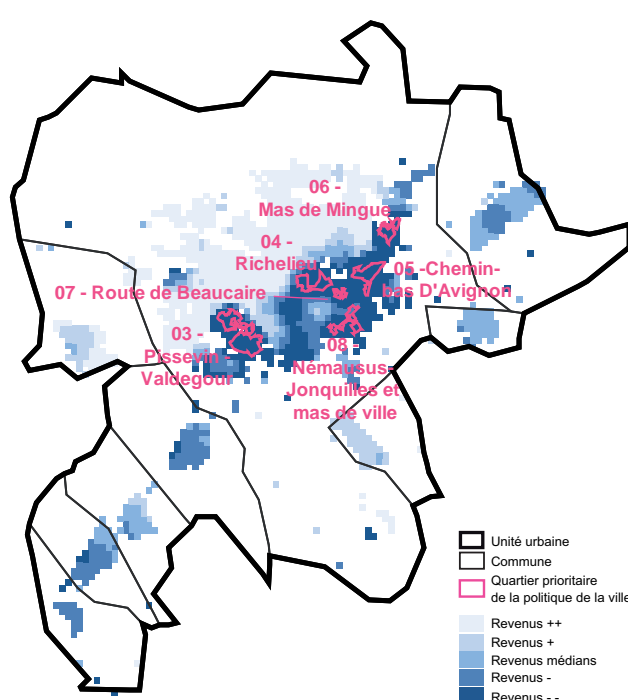 06 -
Mas de Mingue
04 -
Richelieu
05 -Chemin-
bas D'Avignon
07 - Route de Beaucaire
03 -
Pissevin -
Valdegour
08 -
Némausus-
Jonquilles et
mas de ville
Unité urbaine
Commune
Quartier prioritaire
de la politique de la ville
Revenus ++
Revenus +
Revenus médians
Revenus -
Revenus - -